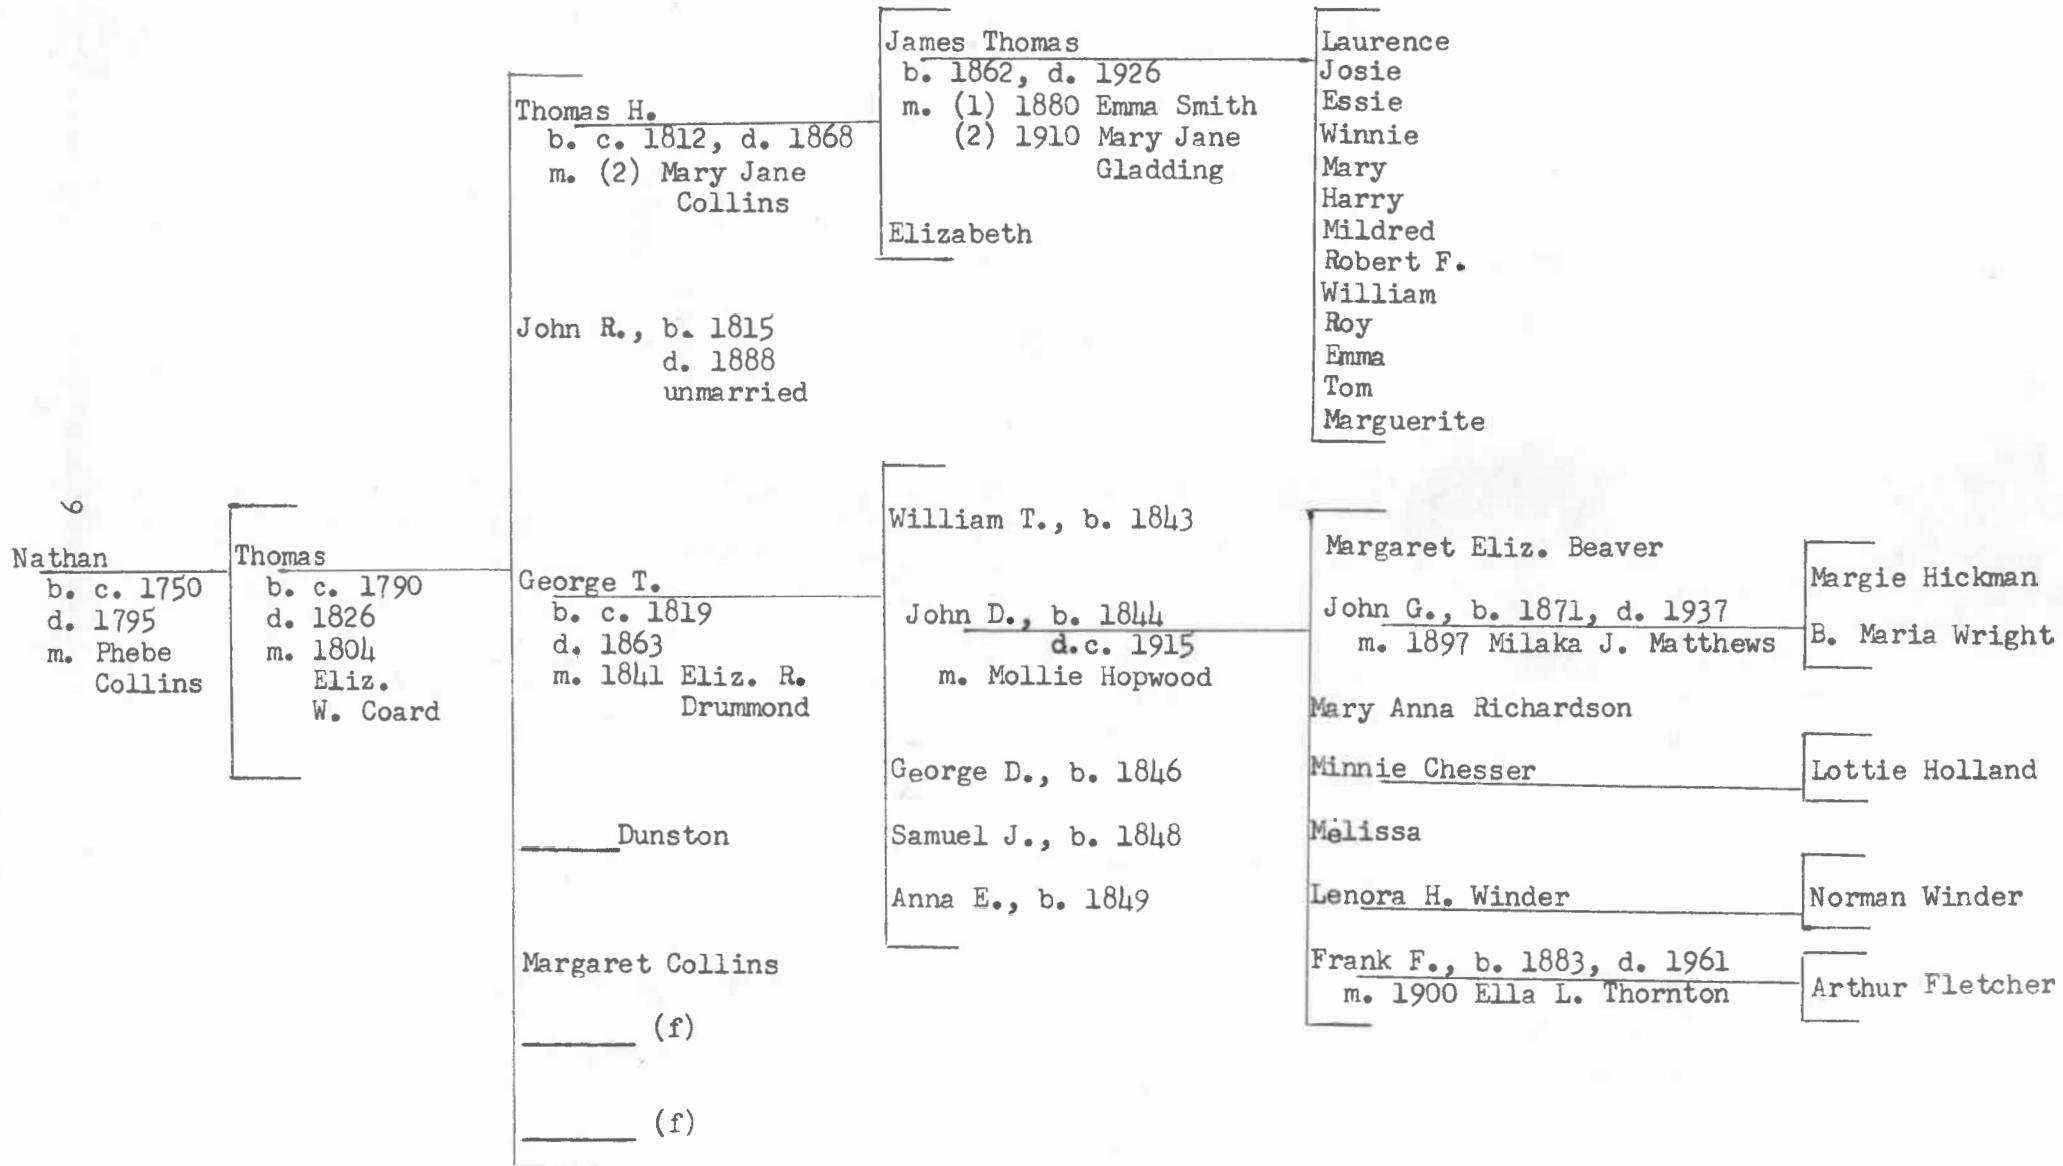 6
Nathan
b. c. 1750
d. 1795
m. Phebe
Collins
Thomas
b. c. 1790
d. 1826
m. 1804
Eliz.
W. Coard
Thomas H.
b. c. 1812, d. 1868
m. (2) Mary Jane
Collins
John R., b. 1815
d. 1888
unmarried
George T.
b. c. 1819
d. 1863
m. 1841 Eliz. R.
Drummond
______Dunston
Margaret Collins
_______ (f)
_______ (f)
James Thomas
b. 1862, d. 1926
m. (1) 1880 Emma Smith
(2) 1910 Mary Jane
Gladding
Elizabeth
William T., b. 1843
John D., b. 1844
d.c. 1915
m. Mollie Hopwood
George D., b. 1846
Samuel J., b. 1848
Anna E., b. 1849
Laurence
Josie
Essie
Winnie
Mary
Harry
Mildred
Robert F.
William
Roy
Emma
Tom
Marguerite
Margaret Eliz. Beaver
John G., b. 1871, d. 1937
m. 1897 Milaka J. Matthews
Mary Anna Richardson
Minnie Chesser
Melissa
Lenora H. Winder
Frank F., b. 1883, d. 1961
m. 1900 Ella L. Thornton
Margie Hickman
B. Maria Wright
Lottie Holland
Norman Winder
Arthur Fletcher